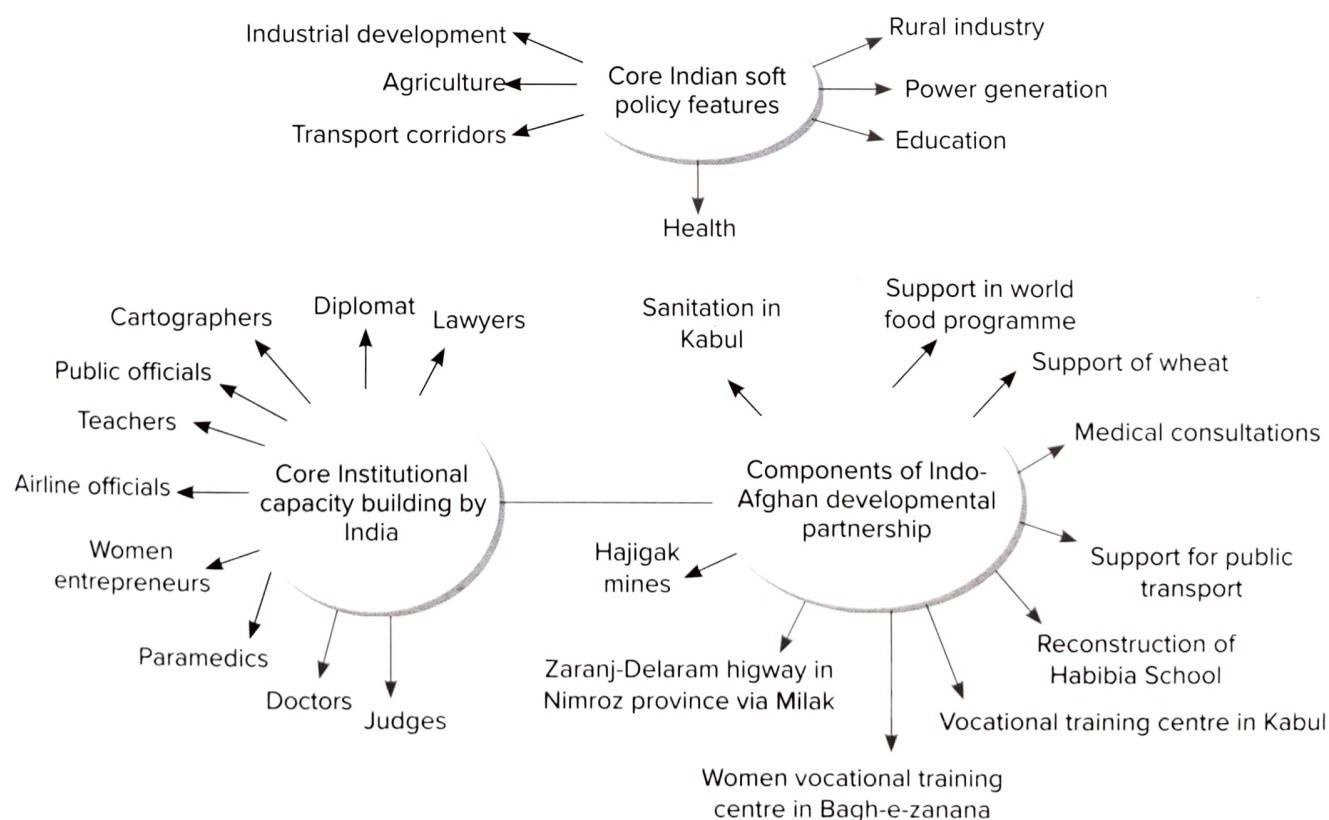 Industrial development
Agriculture
Transport corridors
Core Indian soft
policy features
Rural industry
Power generation
Education
Health
Cartographers
Diplomat
Lawyers
Public officials
Teachers
Airline officials
Women
entrepreneurs
Paramedics
Doctors
Judges
Core Institutional
capacity building by
India
Sanitation in
Kabul
Support in world
food programme
Support of wheat
Medical consultations
Components of Indo-
Afghan developmental
partnership
Support for public
transport
Reconstruction of
Habibia School
Vocational training centre in Kabul
Women vocational training
centre in Bagh-e-zanana
Zaranj-Delaram higway in
Nimroz province via Milak
Hajigak
mines